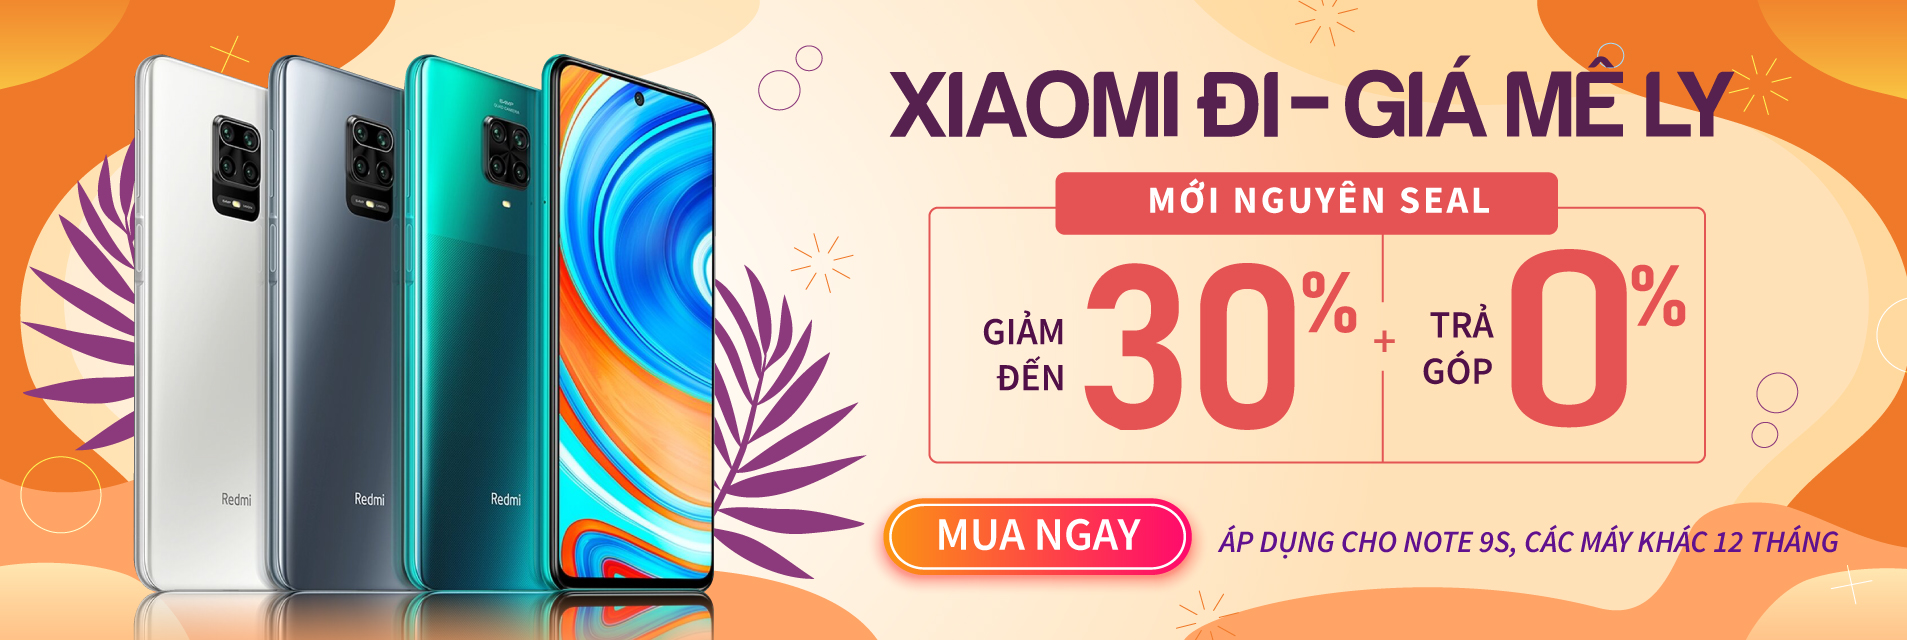 XIAOMI ĐI - GIÁ MÊ LY
MỚI NGUYÊN SEAL
GIẢM
ĐẾN
30%
+
TRẢ
GÓP
0%
MUA NGAY
ÁP DỤNG CHO NOTE 9S, CÁC MÁY KHÁC 12 THÁNG
Redmi
Redmi
Redmi